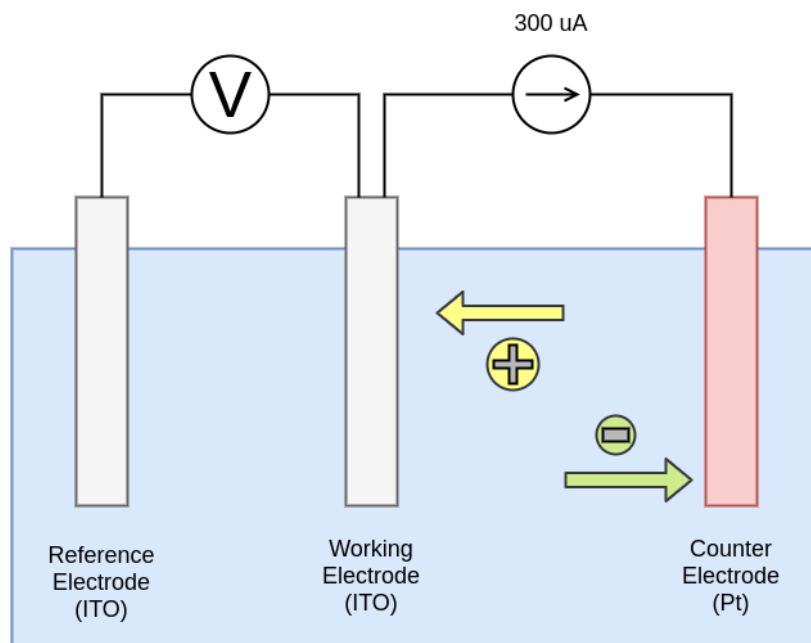 300 uA
V
Reference
Electrode
(ITO)
Working
Electrode
(ITO)
Counter
Electrode
(Pt)